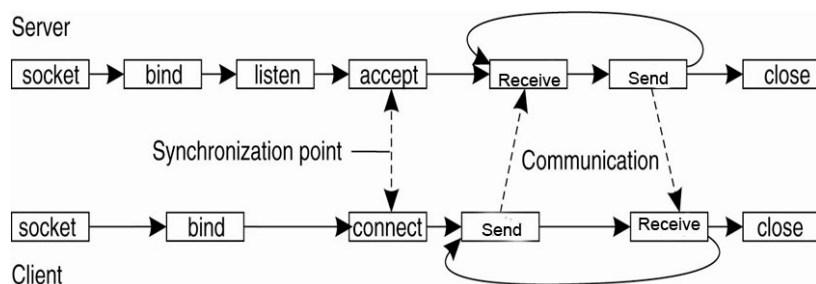 Server
socket bind listen accept Receive Send close
Synchronization point Communication
socket bind connect Send Receive close
Client